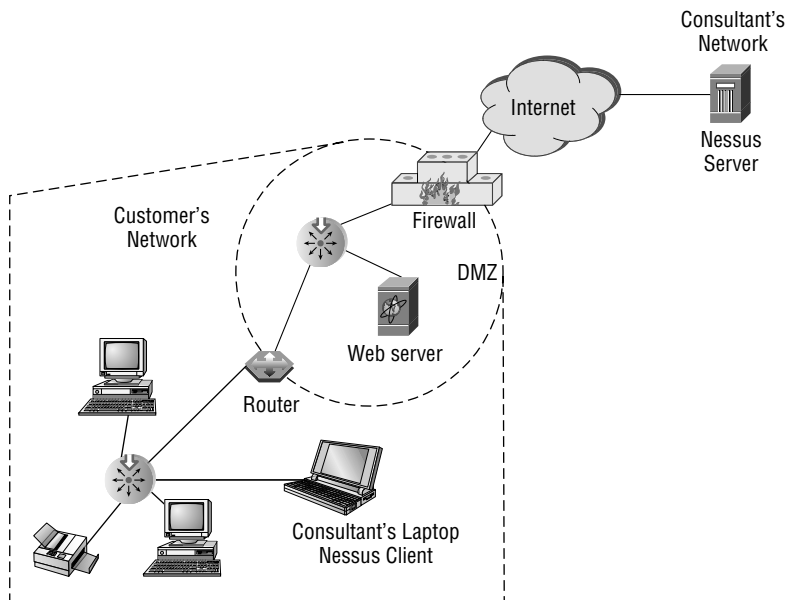 Consultant's
Network
Internet
Nessus
Server
Customer's
Network
Firewall
DMZ
Web server
Router
Consultant's Laptop
Nessus Client